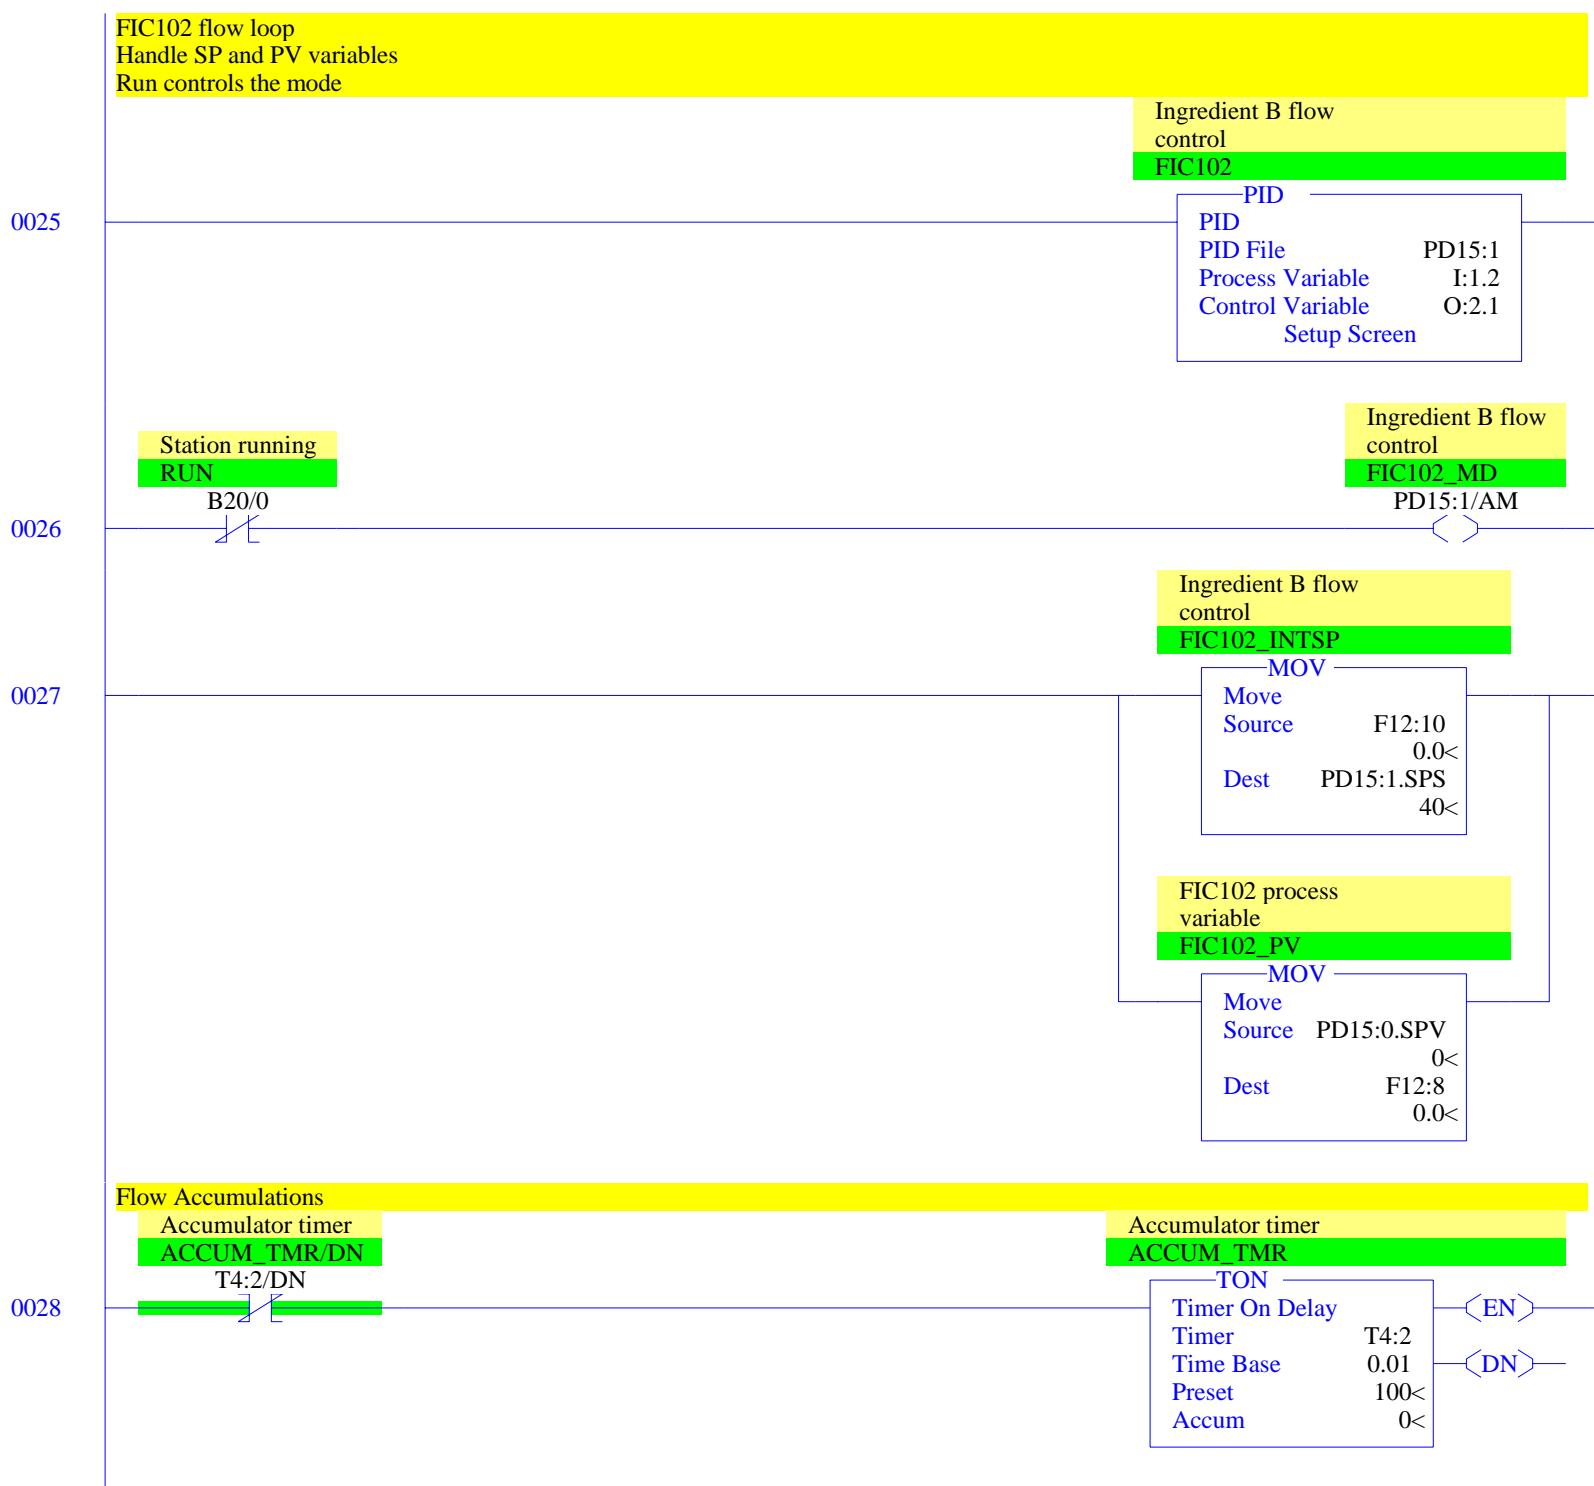 FIC102 flow loop
Handle SP and PV variables
Run controls the mode
Ingredient B flow
control
FIC102
PID
0025
PID
PID File PD15:1
Process Variable I:1.2
Control Variable O:2.1
Setup Screen
Station running
RUN
B20/0
Ingredient B flow
control
FIC102_MD
PD15:1/AM
0026
Ingredient B flow
control
FIC102_INTSP
MOV
0027
Move
Source F12:10
0.0<
Dest PD15:1.SPS
40<
FIC102 process
variable
FIC102_PV
MOV
Move
Source PD15:0.SPV
0<
Dest F12:8
0.0<
Flow Accumulations
Accumulator timer
ACCUM_TMR/DN
T4:2/DN
Accumulator timer
ACCUM_TMR
TON
0028
Timer On Delay EN
Timer T4:2
Time Base 0.01 DN
Preset 100<
Accum 0<